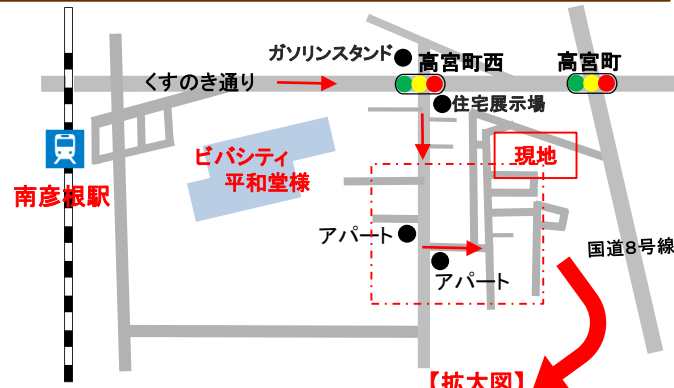 ガソリンスタンド
高宮町西
高宮町
くすのき通り
住宅展示場
現地
ビバシティ
平和堂様
南彦根駅
アパート
国道8号線
アパート
【拡大図】